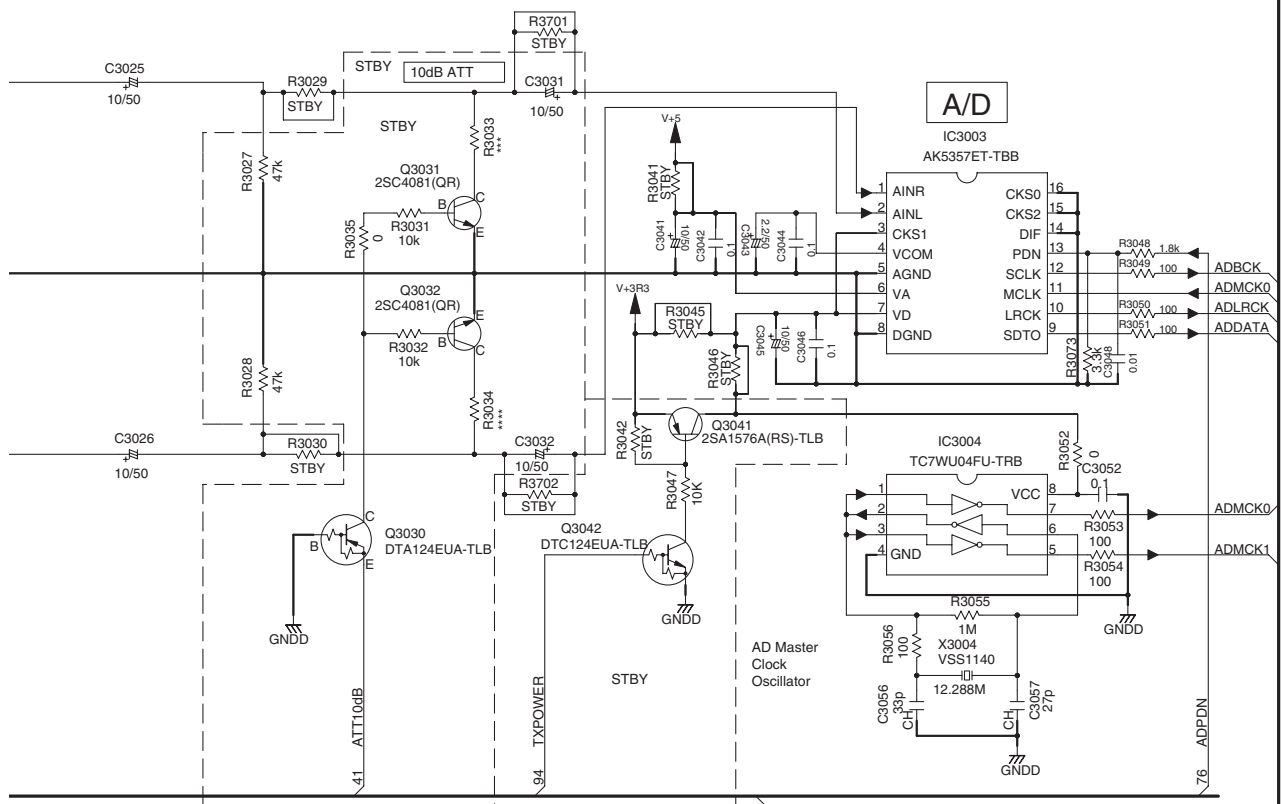 R3701
STBY
STBY
10dB ATT
C3025
10/50
R3029
STBY
C3031
10/50
STBY
A/D
IC3003
AK5357ET-TBB
R3027
47k
R3033
***
Q3031
2SC4081(QR)
C
B
E
R3035
0
R3031
10k
V+5
R3041
STBY
C3041
10/50
C3042
0.1
C3043
2.2/50
C3044
0.1
1 AINR CKS0 16
2 AINL CKS2 15
3 CKS1 DIF 14
4 VCOM PDN 13
5 AGND SCLK 12
6 VA MCLK 11
7 VD LRCK 10
8 DGND SDTO 9
R3048
1.8k
R3049
100
ADBCK
ADMCK0
R3050
100
ADLRCK
R3051
100
ADDATA
Q3032
2SC4081(QR)
E
B
C
R3032
10k
V+3R3
R3045
STBY
R3046
STBY
C3045
10/50
C3046
0.1
R3073
3.3k
C3048
0.01
R3028
47k
R3034
****
C3026
10/50
R3030
STBY
C3032
10/50
R3702
STBY
R3042
STBY
Q3041
2SA1576A(RS)-TLB
R3047
10K
IC3004
TC7WU04FU-TRB
R3052
0
C3052
0.1
1 VCC 8
2 7
3 6
4 GND 5
R3053
100
ADMCK0
R3054
100
ADMCK1
C
B
E
Q3030
DTA124EUA-TLB
Q3042
DTC124EUA-TLB
GNDD
GNDD
GNDD
R3055
1M
R3056
100
X3004
VSS1140
12.288M
C3056
33p
CH
C3057
27p
CH
GNDD
STBY
AD Master
Clock
Oscillator
41 ATT10dB
94 TXPOWER
76 ADPDN